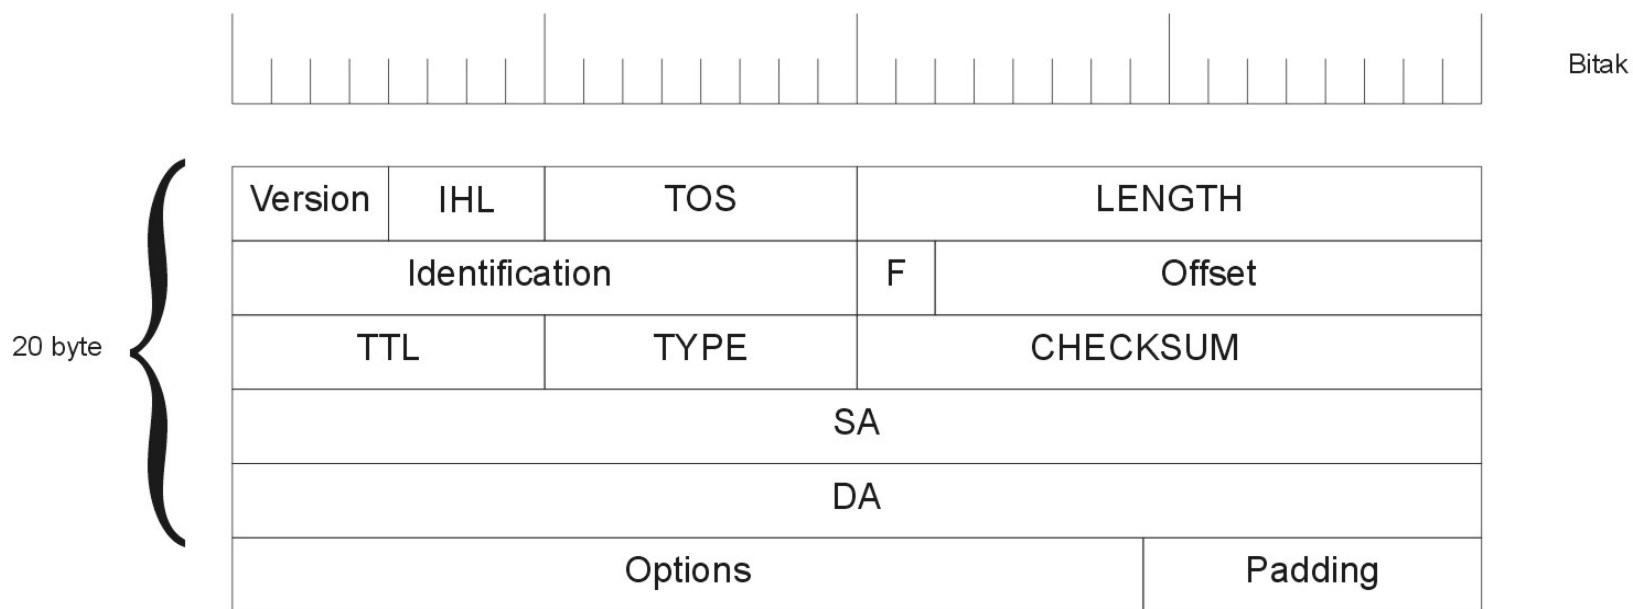 Bitak
Version IHL TOS LENGTH
Identification F Offset
20 byte
TTL TYPE CHECKSUM
SA
DA
Options Padding